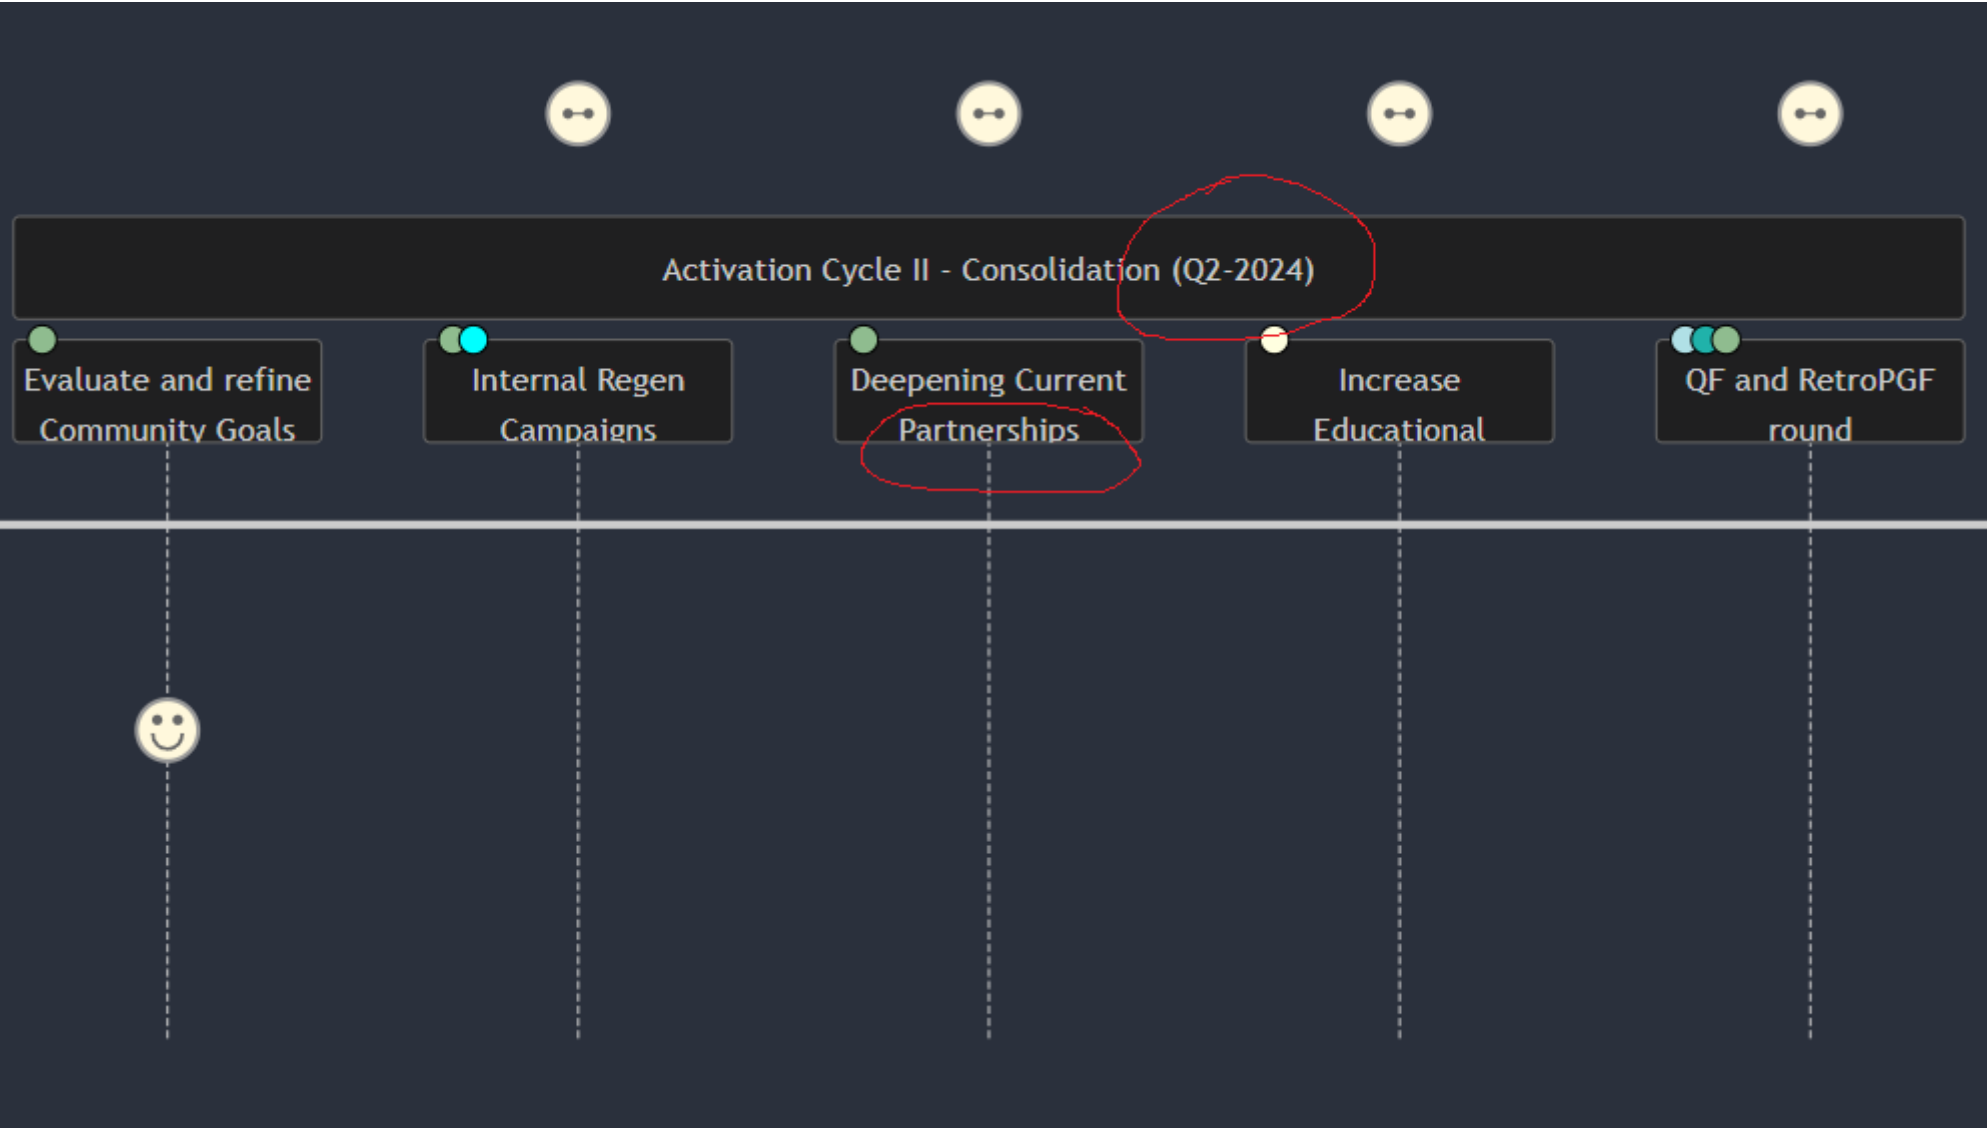 Activation Cycle II - Consolidation (Q2-2024)
Evaluate and refine
Community Goals
Internal Regen
Campaigns
Deepening Current
Partnerships
Increase
Educational
QF and RetroPGF
round